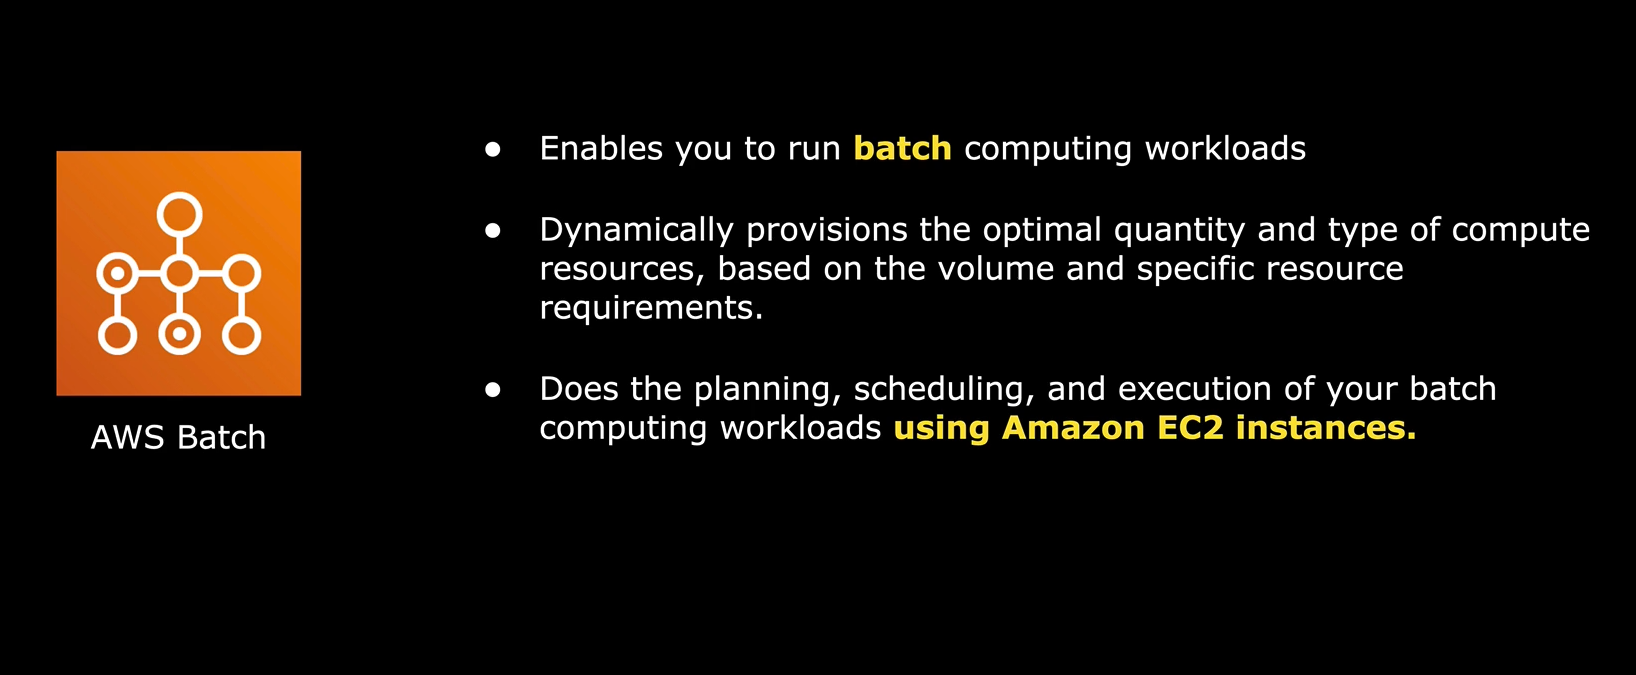 ● Enables you to run batch computing workloads
● Dynamically provisions the optimal quantity and type of compute
resources, based on the volume and specific resource
requirements.
● Does the planning, scheduling, and execution of your batch
computing workloads using Amazon EC2 instances.
AWS Batch